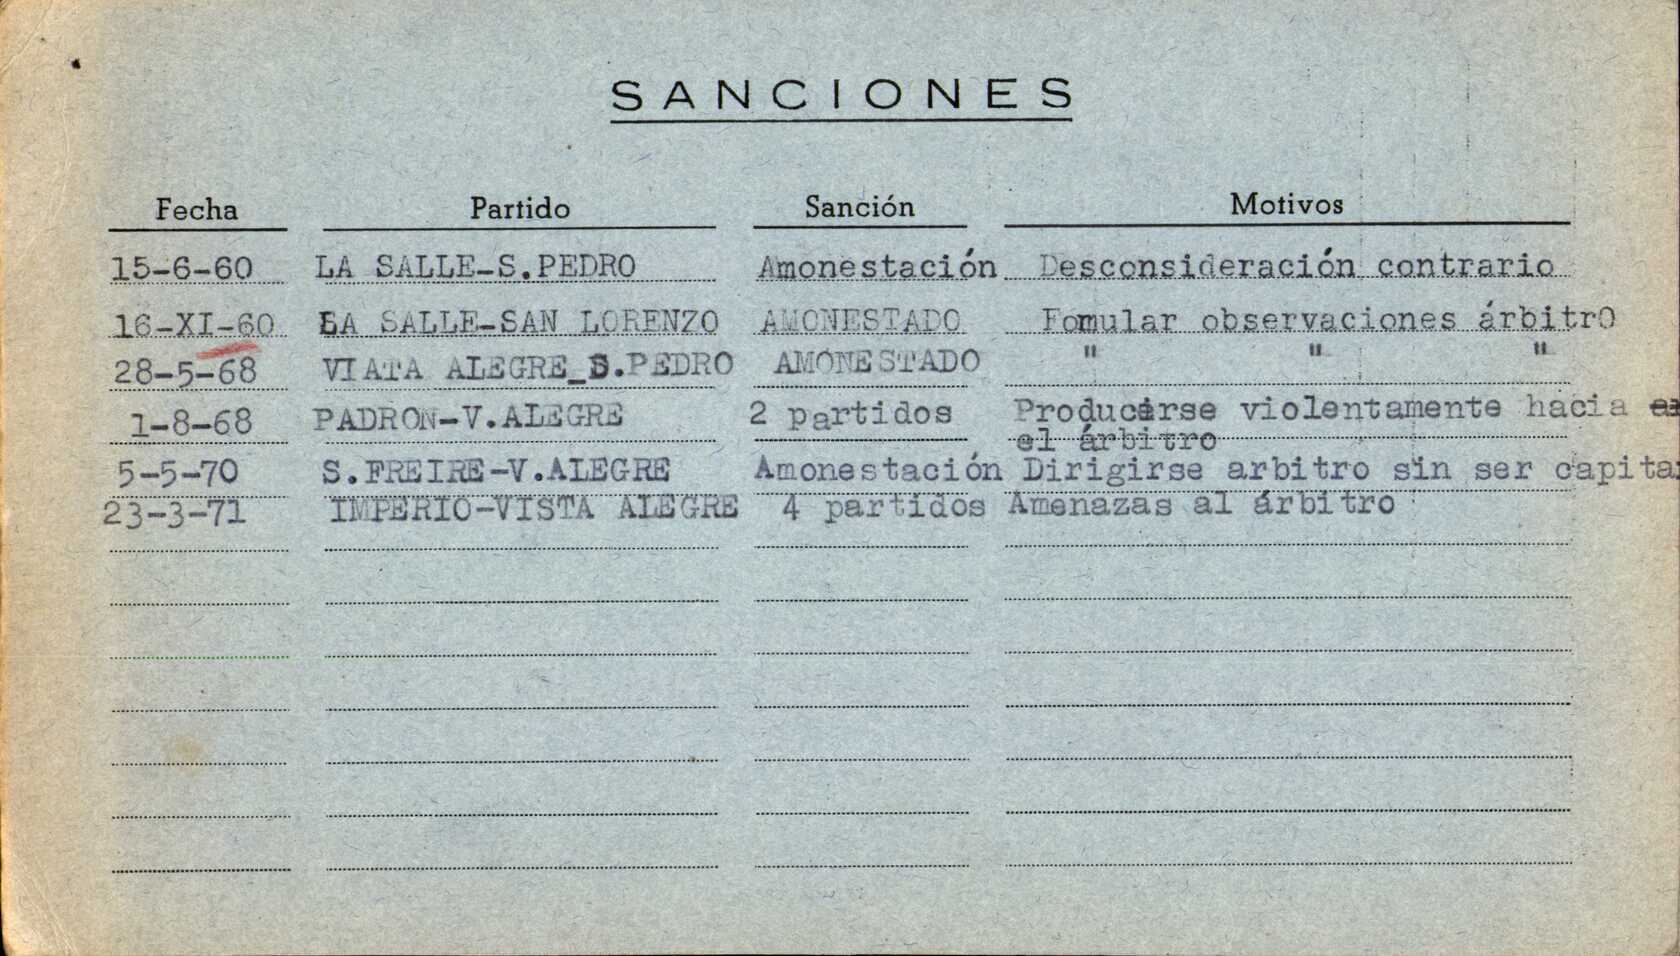 SANCIONES
Fecha Partido Sanción Motivos
15-6-60 LA SALLE-S.PEDRO Amonestación Desconsideración contrario
16-XI-60 LA SALLE-SAN LORENZO AMONESTADO Fomular observaciones árbitrO
28-5-68 VIATA ALEGRE_S.PEDRO AMONESTADO " " "
1-8-68 PADRON-V.ALEGRE 2 partidos Producirse violentamente hacia
el árbitro
5-5-70 S.FREIRE-V.ALEGRE Amonestación Dirigirse arbitro sin ser capita
23-3-71 IMPERIO-VISTA ALEGRE 4 partidos Amenazas al árbitro